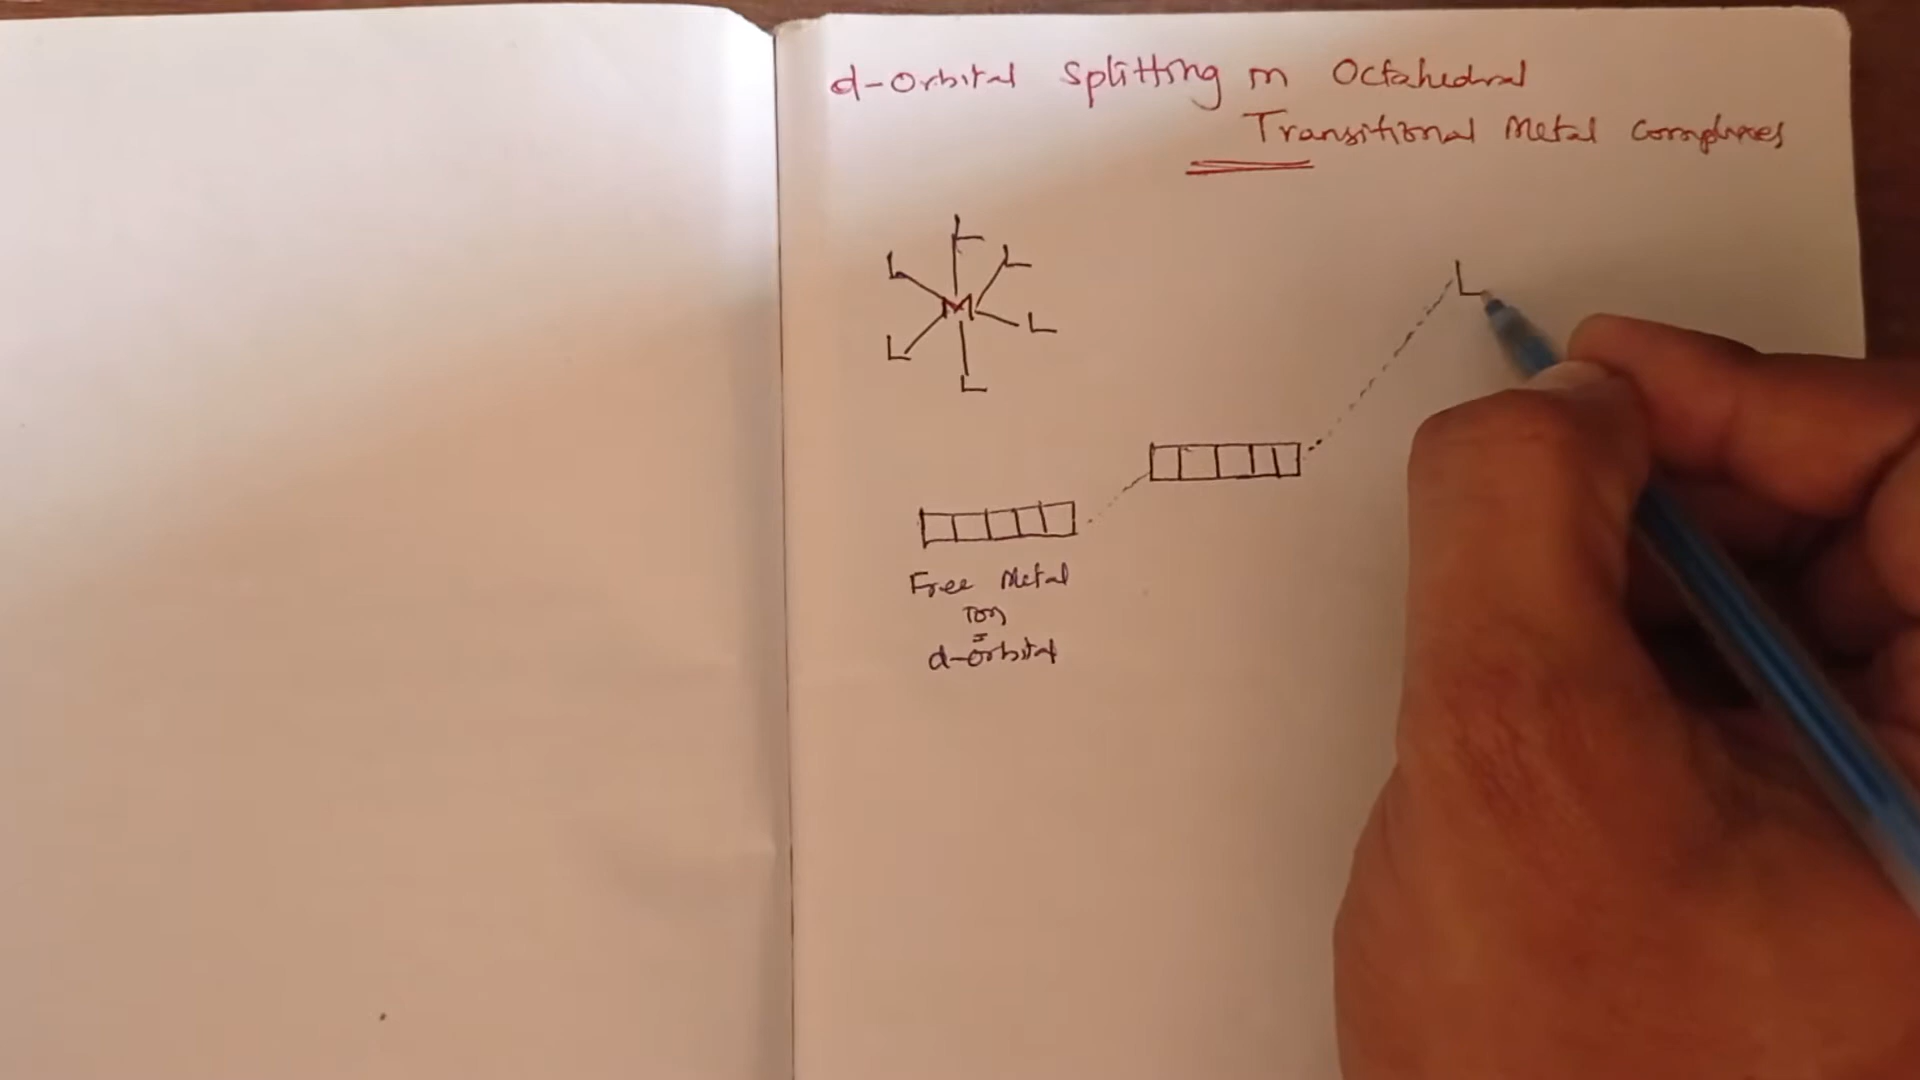 d-orbital splitting in Octahedral
Transitional Metal Complexes
L
L
L
M
L
L
L
Free Metal
Ion
d-orbital